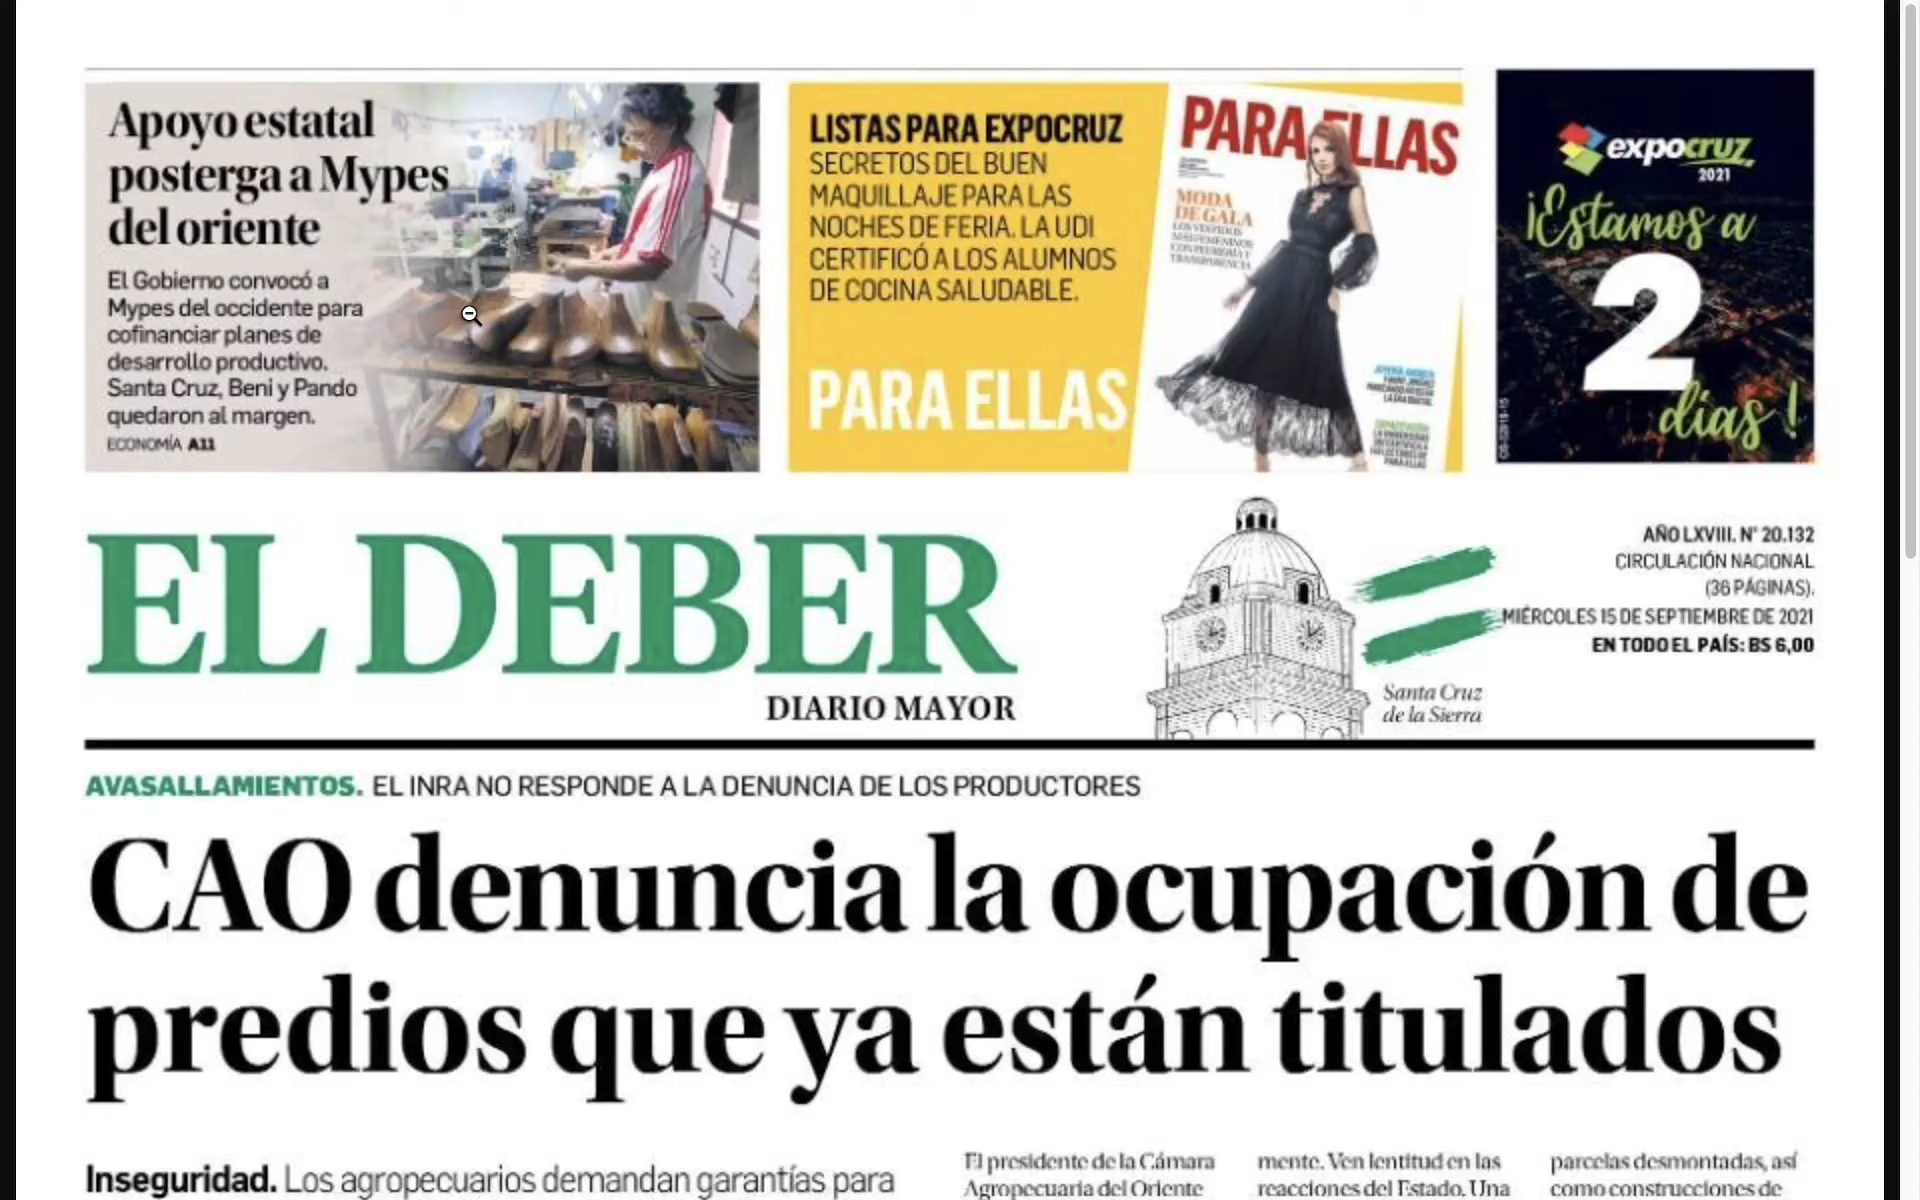 Apoyo estatal
posterga a Mypes
del oriente
El Gobierno convocó a
Mypes del occidente para
cofinanciar planes de
desarrollo productivo.
Santa Cruz, Beni y Pando
quedaron al margen.
ECONOMÍA A11
LISTAS PARA EXPOCRUZ
SECRETOS DEL BUEN
MAQUILLAJE PARA LAS
NOCHES DE FERIA. LA UDI
CERTIFICÓ A LOS ALUMNOS
DE COCINA SALUDABLE.
PARA ELLAS
PARA ELLAS
MODA
DE GALA
LOS VESTIDOS
MÁS FEMENINOS
CON PEDRERÍA Y
TRANSPARENCIA
expocruz
2021
¡Estamos a
2
días!
EL DEBER
DIARIO MAYOR
Santa Cruz
de la Sierra
AÑO LXVIII. N° 20.132
CIRCULACIÓN NACIONAL
(36 PÁGINAS).
MIÉRCOLES 15 DE SEPTIEMBRE DE 2021
EN TODO EL PAÍS: BS 6,00
AVASALLAMIENTOS. EL INRA NO RESPONDE A LA DENUNCIA DE LOS PRODUCTORES
CAO denuncia la ocupación de
predios que ya están titulados
Inseguridad. Los agropecuarios demandan garantías para
El presidente de la Cámara
Agropecuaria del Oriente
mente. Ven lentitud en las
reacciones del Estado. Una
parcelas desmontadas, así
como construcciones de